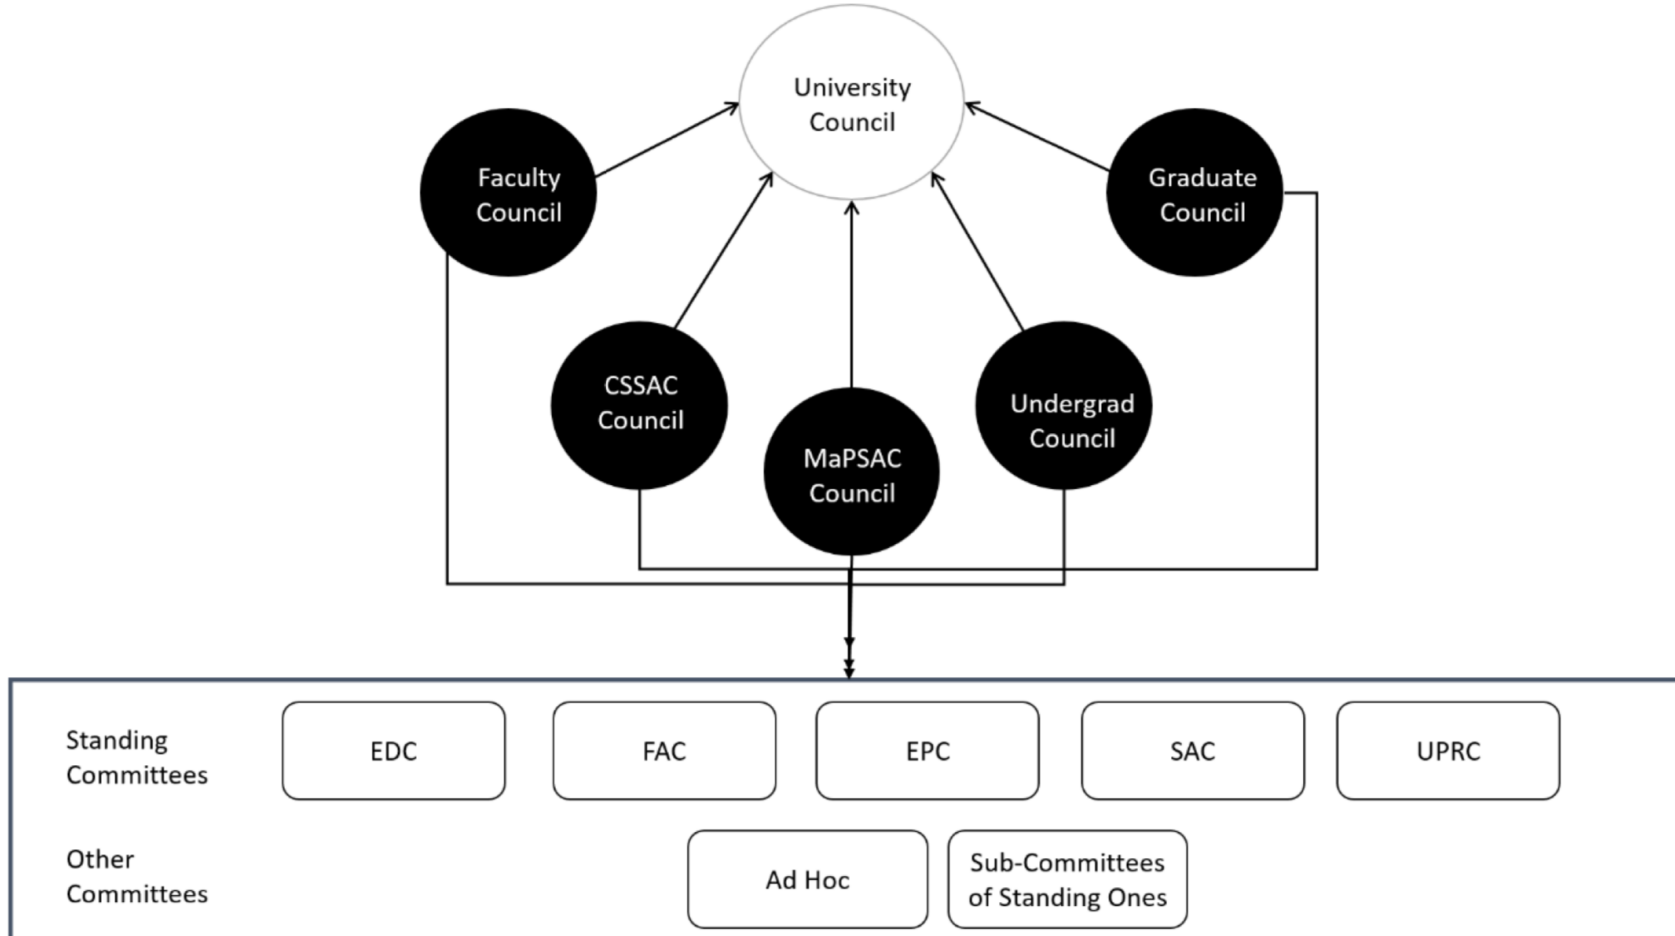 University
Council
Faculty
Council
Graduate
Council
CSSAC
Council
Undergrad
Council
MaPSAC
Council
Standing
Committees
EDC
FAC
EPC
SAC
UPRC
Other
Committees
Ad Hoc
Sub-Committees
of Standing Ones